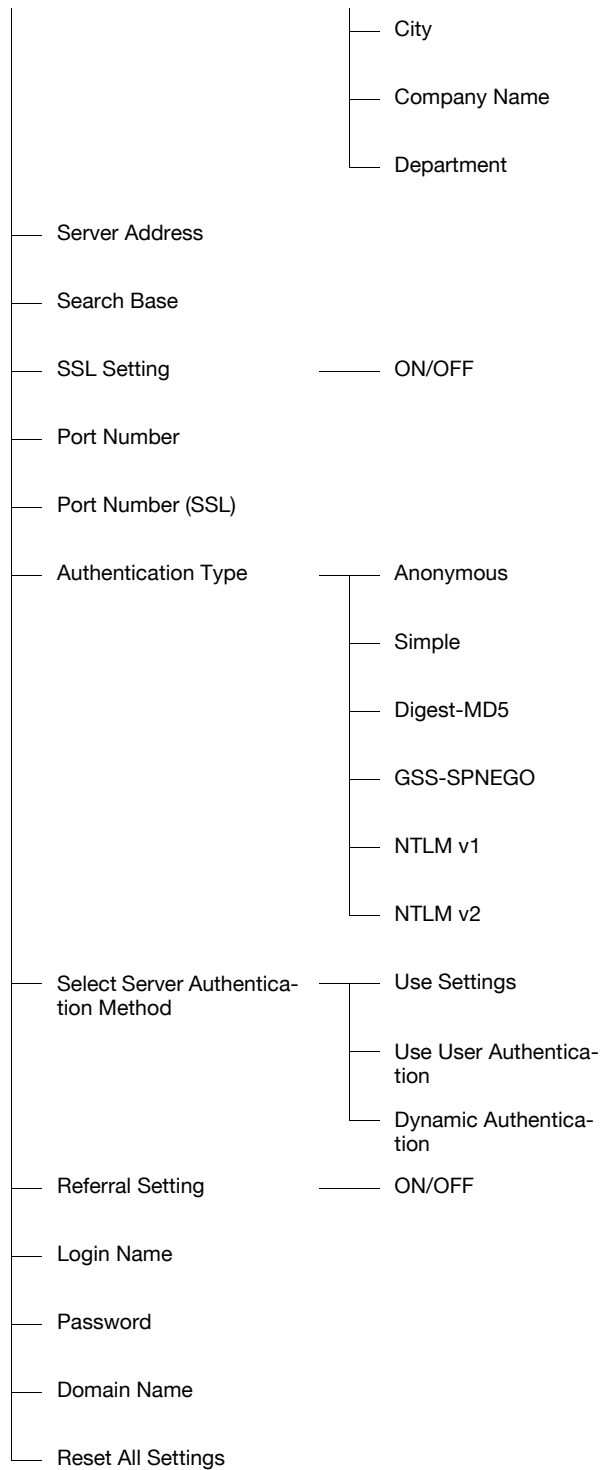 City
Company Name
Department
Server Address
Search Base
SSL Setting
ON/OFF
Port Number
Port Number (SSL)
Authentication Type
Anonymous
Simple
Digest-MD5
GSS-SPNEGO
NTLM v1
NTLM v2
Select Server Authentica-
tion Method
Use Settings
Use User Authentica-
tion
Dynamic Authentica-
tion
Referral Setting
ON/OFF
Login Name
Password
Domain Name
Reset All Settings